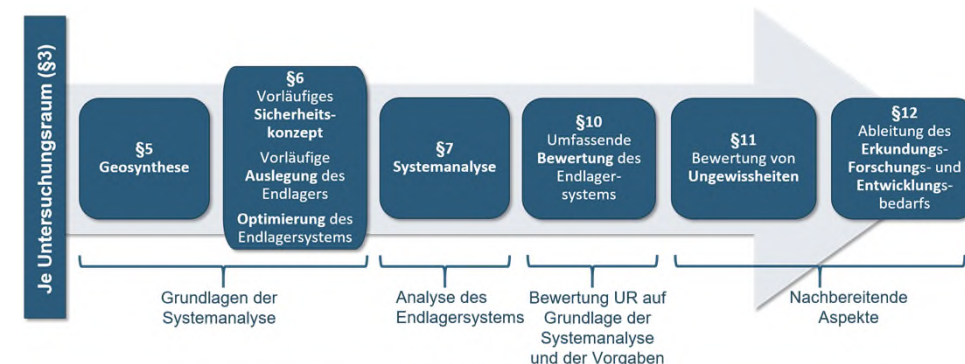 Je Untersuchungsraum (§3)
§5
Geosynthese
§6
Vorläufiges
Sicherheits-
konzept
Vorläufige
Auslegung des
Endlagers
Optimierung des
Endlagersystems
§7
Systemanalyse
§10
Umfassende
Bewertung des
Endlager-
systems
§11
Bewertung von
Ungewissheiten
§12
Ableitung des
Erkundungs-
Forschungs- und
Entwicklungs-
bedarfs
Grundlagen der
Systemanalyse
Analyse des
Endlagersystems
Bewertung UR auf
Grundlage der
Systemanalyse
und der Vorgaben
Nachbereitende
Aspekte